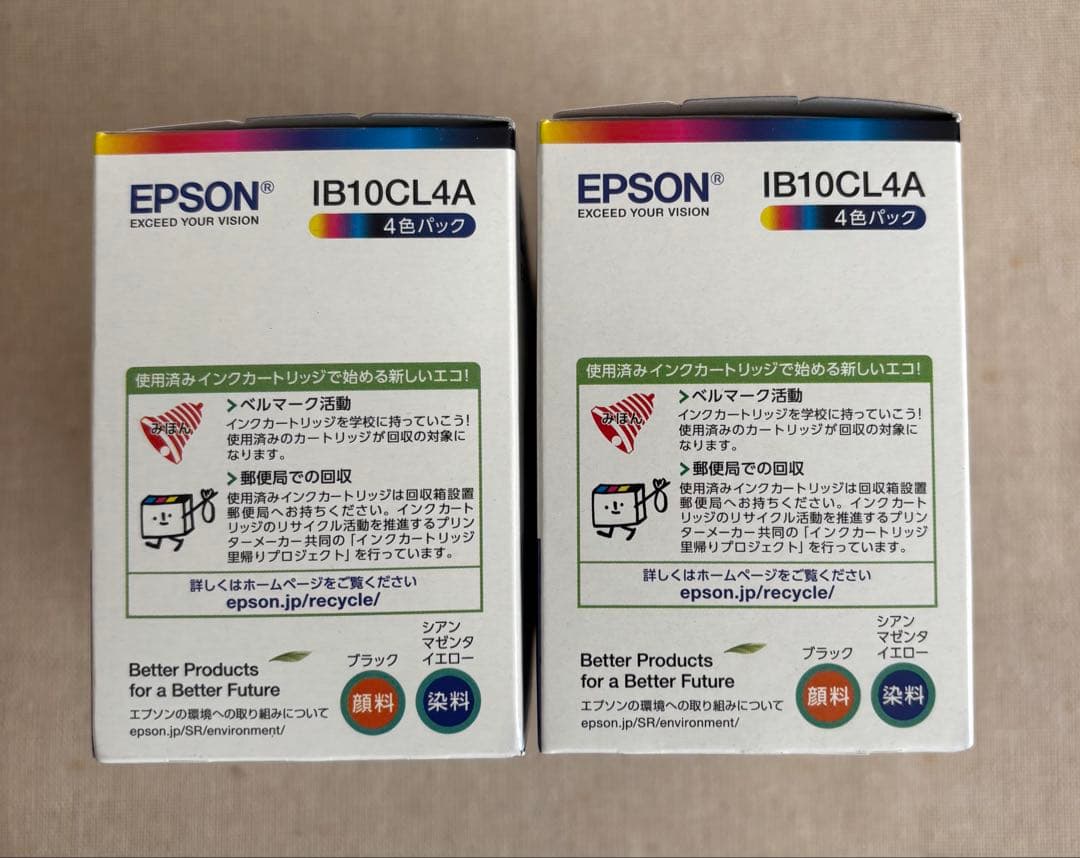 EPSON®
EXCEED YOUR VISION
IB10CL4A
4色パック
使用済みインクカートリッジで始める新しいエコ!
みほん
ベルマーク活動
インクカートリッジを学校に持っていこう!
使用済みのカートリッジが回収の対象に
なります。
郵便局での回収
使用済みインクカートリッジは回収箱設置
郵便局へお持ちください。インクカート
リッジのリサイクル活動を推進するプリン
ターメーカー共同の「インクカートリッジ
里帰りプロジェクト」を行っています。
詳しくはホームページをご覧ください
epson.jp/recycle/
Better Products
for a Better Future
エプソンの環境への取り組みについて
epson.jp/SR/environment/
ブラック
顔料
シアン
マゼンタ
イエロー
染料
EPSON®
EXCEED YOUR VISION
IB10CL4A
4色パック
使用済みインクカートリッジで始める新しいエコ!
みほん
ベルマーク活動
インクカートリッジを学校に持っていこう!
使用済みのカートリッジが回収の対象に
なります。
郵便局での回収
使用済みインクカートリッジは回収箱設置
郵便局へお持ちください。インクカート
リッジのリサイクル活動を推進するプリン
ターメーカー共同の「インクカートリッジ
里帰りプロジェクト」を行っています。
詳しくはホームページをご覧ください
epson.jp/recycle/
Better Products
for a Better Future
エプソンの環境への取り組みについて
epson.jp/SR/environment/
ブラック
顔料
シアン
マゼンタ
イエロー
染料